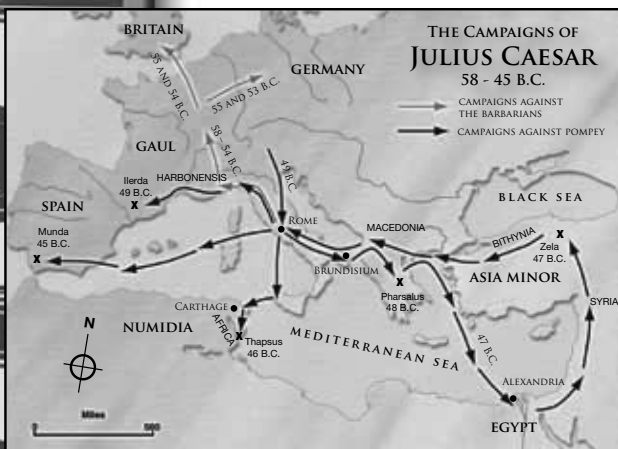 THE CAMPAIGNS OF
JULIUS CAESAR
58 - 45 B.C.
CAMPAIGNS AGAINST
THE BARBARIANS
CAMPAIGNS AGAINST POMPEY
BRITAIN
55 AND 54 B.C.
GERMANY
55 AND 53 B.C.
GAUL
58 - 54 B.C.
49 B.C.
HARBONENSIS
Ilerda
49 B.C.
X
SPAIN
Munda
45 B.C.
X
ROME
MACEDONIA
BRUNDISIUM
BLACK SEA
BITHYNIA
X
Zela
47 B.C.
ASIA MINOR
X
Pharsalus
48 B.C.
SYRIA
CARTHAGE
NUMIDIA
AFRICA
X
Thapsus
46 B.C.
MEDITERRANEAN SEA
47 B.C.
ALEXANDRIA
EGYPT
N
Miles
0 500